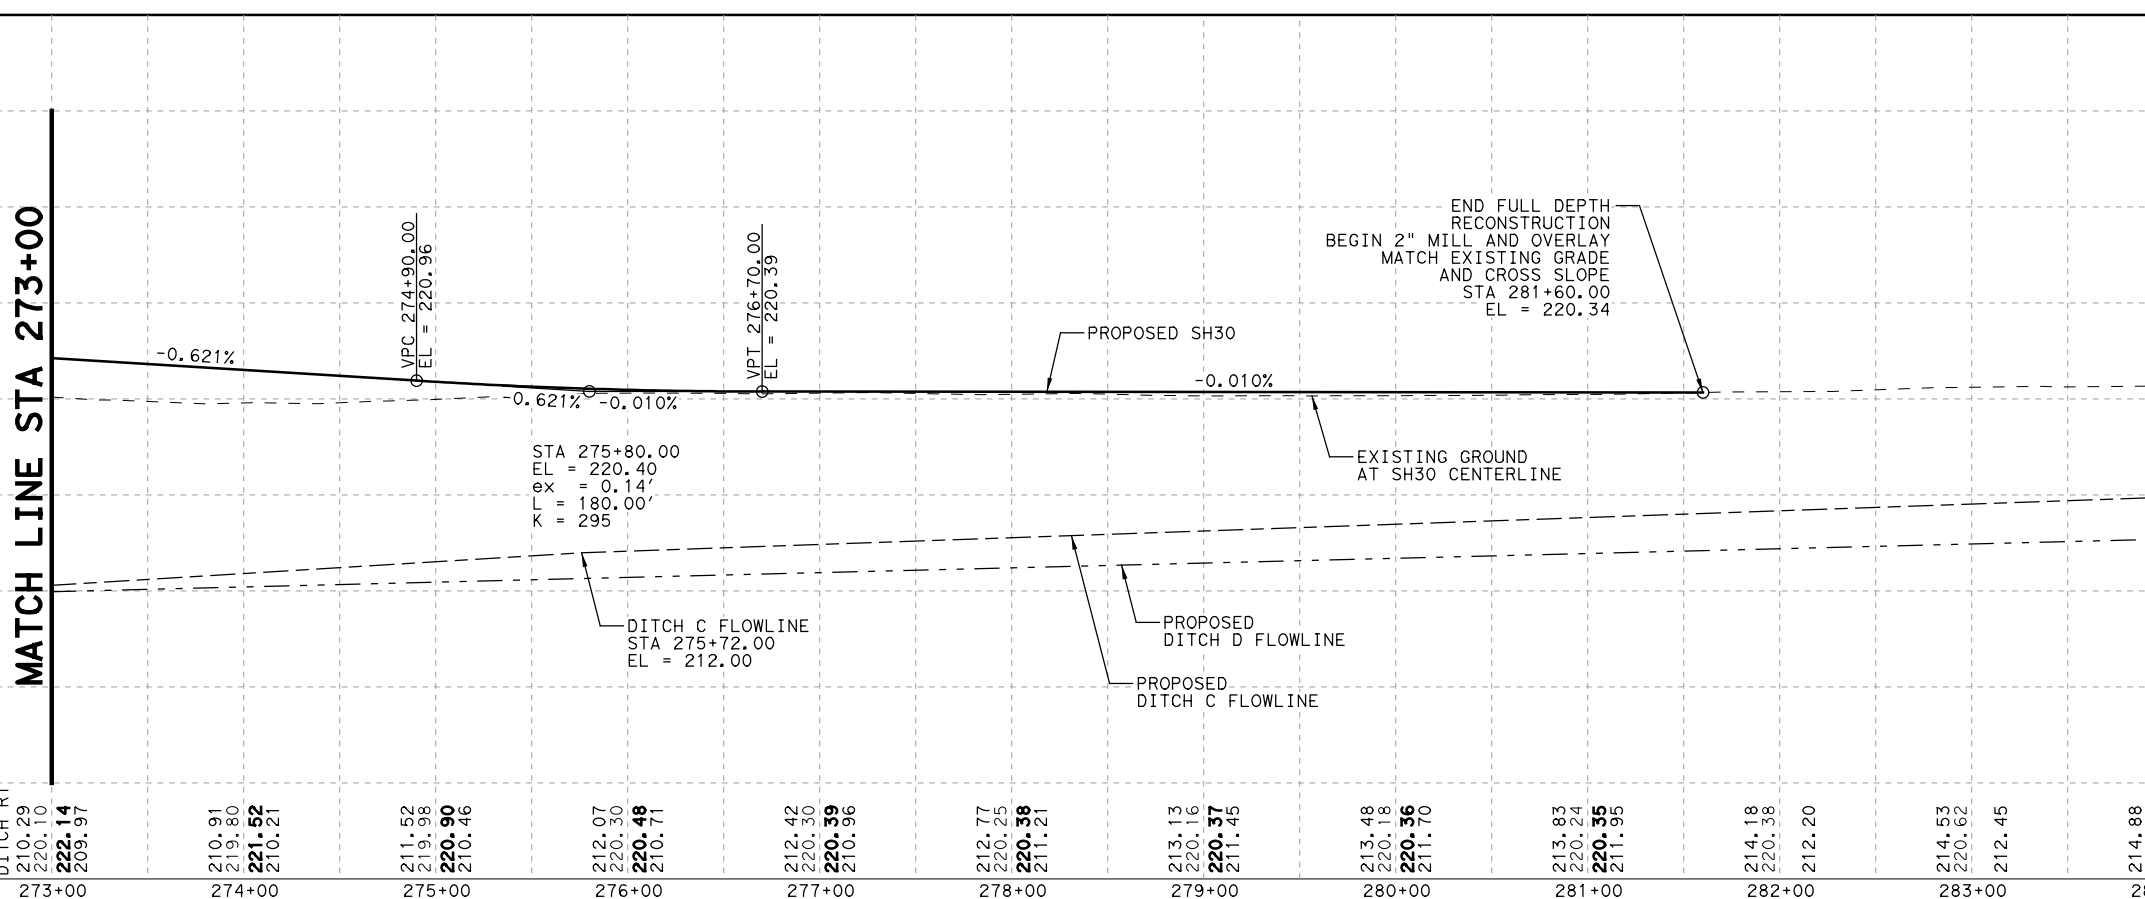 MATCH LINE STA 273+00
-0.621%
VPC 274+90.00
EL = 220.96
-0.621%
-0.010%
STA 275+80.00
EL = 220.40
ex = 0.14'
L = 180.00'
K = 295
VPT 276+70.00
EL = 220.39
PROPOSED SH30
-0.010%
END FULL DEPTH
RECONSTRUCTION
BEGIN 2" MILL AND OVERLAY
MATCH EXISTING GRADE
AND CROSS SLOPE
STA 281+60.00
EL = 220.34
EXISTING GROUND
AT SH30 CENTERLINE
DITCH C FLOWLINE
STA 275+72.00
EL = 212.00
PROPOSED
DITCH D FLOWLINE
PROPOSED
DITCH C FLOWLINE
DITCH RT
210.29
220.10
222.14
209.97
210.91
219.80
221.52
210.21
211.52
219.98
220.90
210.46
212.07
220.30
220.48
210.71
212.42
220.30
220.39
210.96
212.77
220.25
220.38
211.21
213.13
220.16
220.37
211.45
213.48
220.18
220.36
211.70
213.83
220.24
220.35
211.95
214.18
220.38
212.20
214.53
220.62
212.45
214.88
273+00 274+00 275+00 276+00 277+00 278+00 279+00 280+00 281+00 282+00 283+00